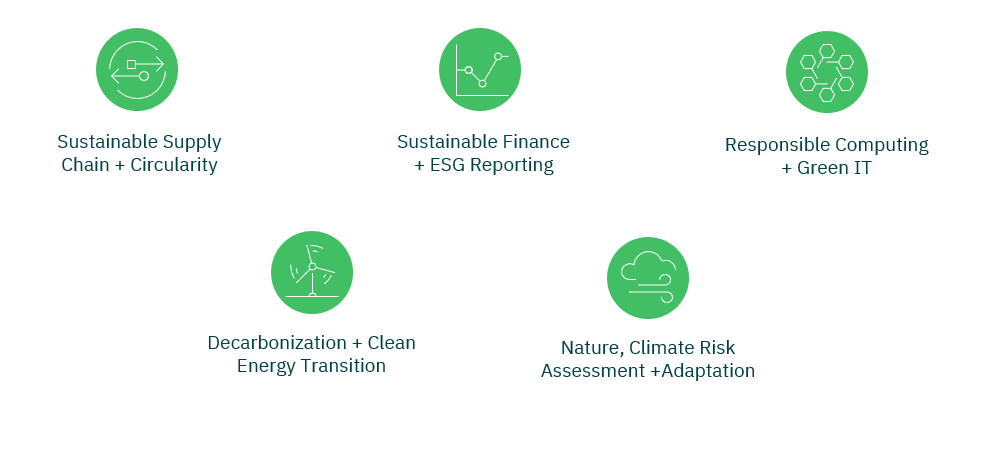 Sustainable Supply
Chain + Circularity
Sustainable Finance
+ ESG Reporting
Responsible Computing
+ Green IT
Decarbonization + Clean
Energy Transition
Nature, Climate Risk
Assessment +Adaptation